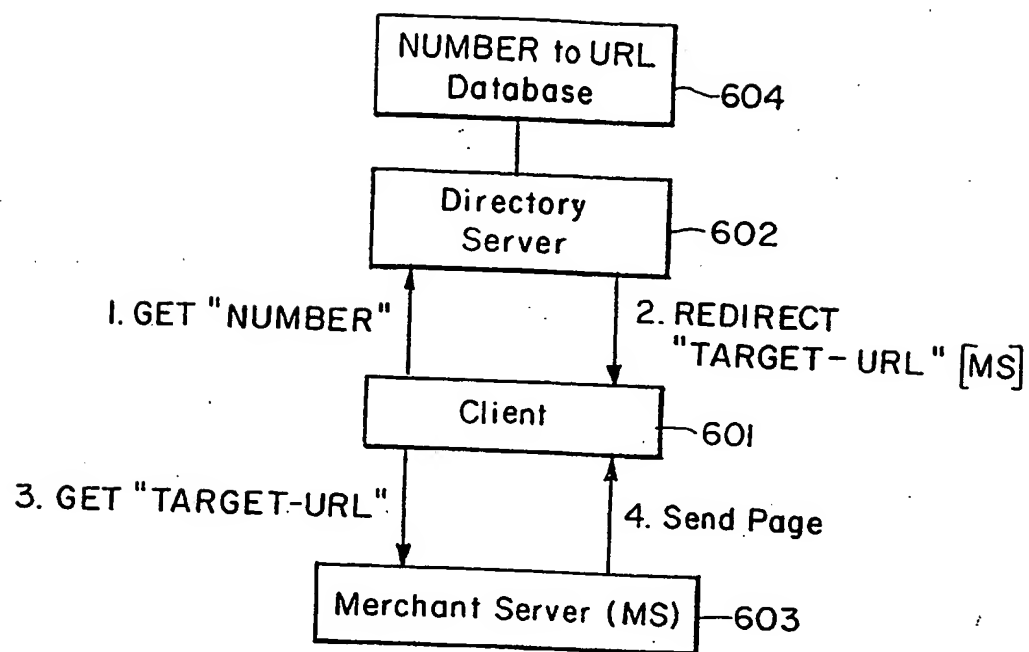 NUMBER to URL
Database
604
Directory
Server
602
1. GET "NUMBER"
2. REDIRECT
"TARGET-URL" [MS]
Client
601
3. GET "TARGET-URL"
4. Send Page
Merchant Server (MS)
603